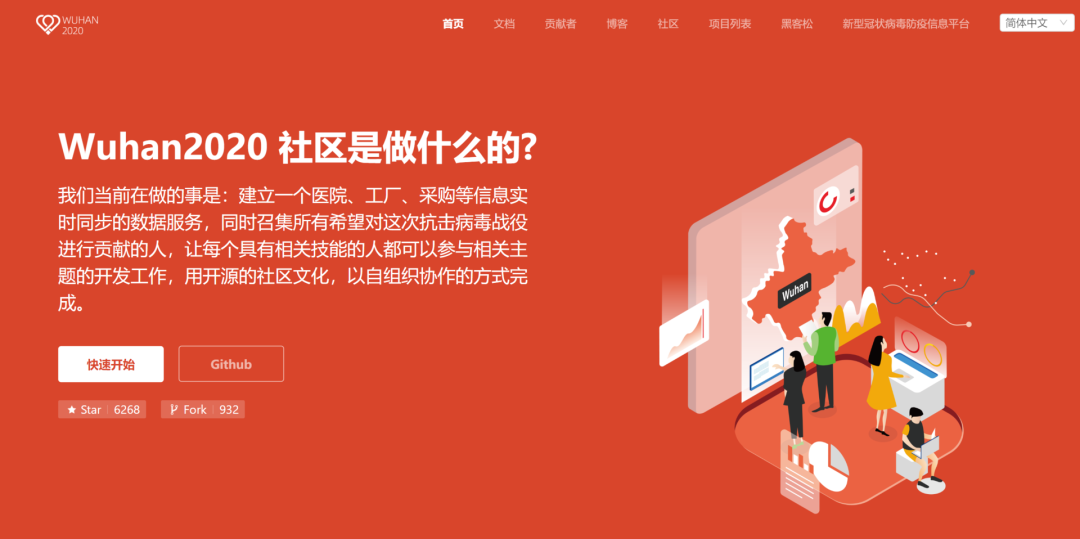 WUHAN
2020
首页 文档 贡献者 博客 社区 项目列表 黑客松 新型冠状病毒防疫信息平台 简体中文
Wuhan2020 社区是做什么的?
我们当前在做的事是：建立一个医院、工厂、采购等信息实
时同步的数据服务，同时召集所有希望对这次抗击病毒战役
进行贡献的人，让每个具有相关技能的人都可以参与相关主
题的开发工作，用开源的社区文化，以自组织协作的方式完
成。
快速开始 Github
Star 6268 Fork 932
Wuhan